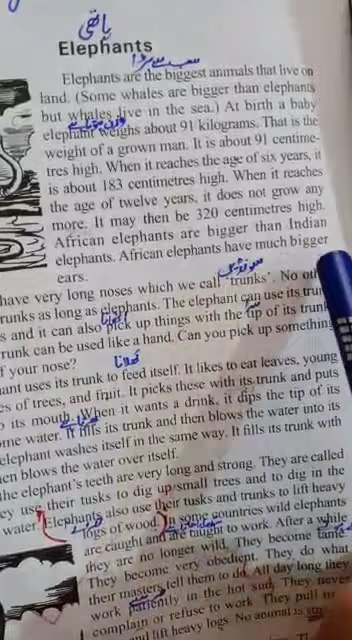 ہاتھی
Elephants
سب سے بڑا
Elephants are the biggest animals that live on
land. (Some whales are bigger than elephants
but whales live in the sea.) At birth a baby
elephant weighs about 91 kilograms. That is the
weight of a grown man. It is about 91 centime-
tres high. When it reaches the age of six years, it
is about 183 centimetres high. When it reaches
the age of twelve years, it does not grow any
more. It may then be 320 centimetres high.
African elephants are bigger than Indian
elephants. African elephants have much bigger
ears.
have very long noses which we call 'trunks'. No
runks as long as elephants. The elephant can use its
s and it can also pick up things with the tip of its
trunk can be used like a hand. Can you pick up something
f your nose?
ant uses its trunk to feed itself. It likes to eat leaves, young
es of trees, and fruit. It picks these with its trunk and puts
o its mouth. When it wants a drink, it dips the tip of its
me water. It fills its trunk and then blows the water into its
elephant washes itself in the same way. It fills its trunk with
en blows the water over itself.
the elephant's teeth are very long and strong. They are called
ey use their tusks to dig up small trees and to dig in the
water. Elephants also use their tusks and trunks to lift heavy
logs of wood. In some countries wild elephants
are caught and are taught to work. After a while
they are no longer wild. They become
They become very obedient. They do what
their masters tell them to do. All day long they
work patiently in the hot sun. They never
complain or refuse to work. They pull
and lift heavy logs. No animal is